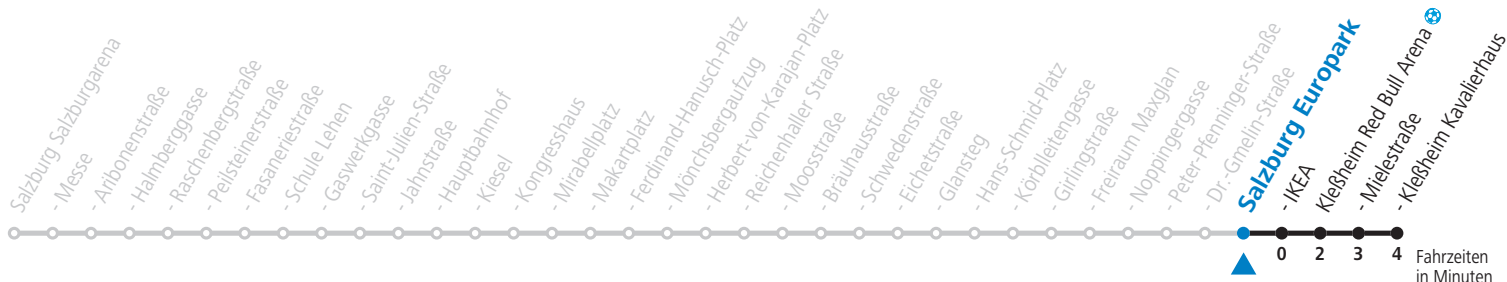 Salzburg Salzburgarena
- Messe
- Aribonenstraße
- Halmberggasse
- Raschenbergstraße
- Peilsteinerstraße
- Fasaneriestraße
- Schule Lehen
- Gaswerkgasse
- Saint-Julien-Straße
- Jahnstraße
- Hauptbahnhof
- Kiesel
- Kongresshaus
- Mirabellplatz
- Makartplatz
- Ferdinand-Hanusch-Platz
- Mönchsbergaufzug
- Herbert-von-Karajan-Platz
- Reichenhaller Straße
- Moosstraße
- Bräuhausstraße
- Schwedenstraße
- Eichetstraße
- Glansteg
- Hans-Schmid-Platz
- Körblleitengasse
- Girlingstraße
- Freiraum Maxglan
- Noppingergasse
- Peter-Pfenninger-Straße
- Dr.-Gmelin-Straße
Salzburg Europark
- IKEA
Kleßheim Red Bull Arena
- Mielestraße
- Kleßheim Kavalierhaus
0 2 3 4 Fahrzeiten
in Minuten